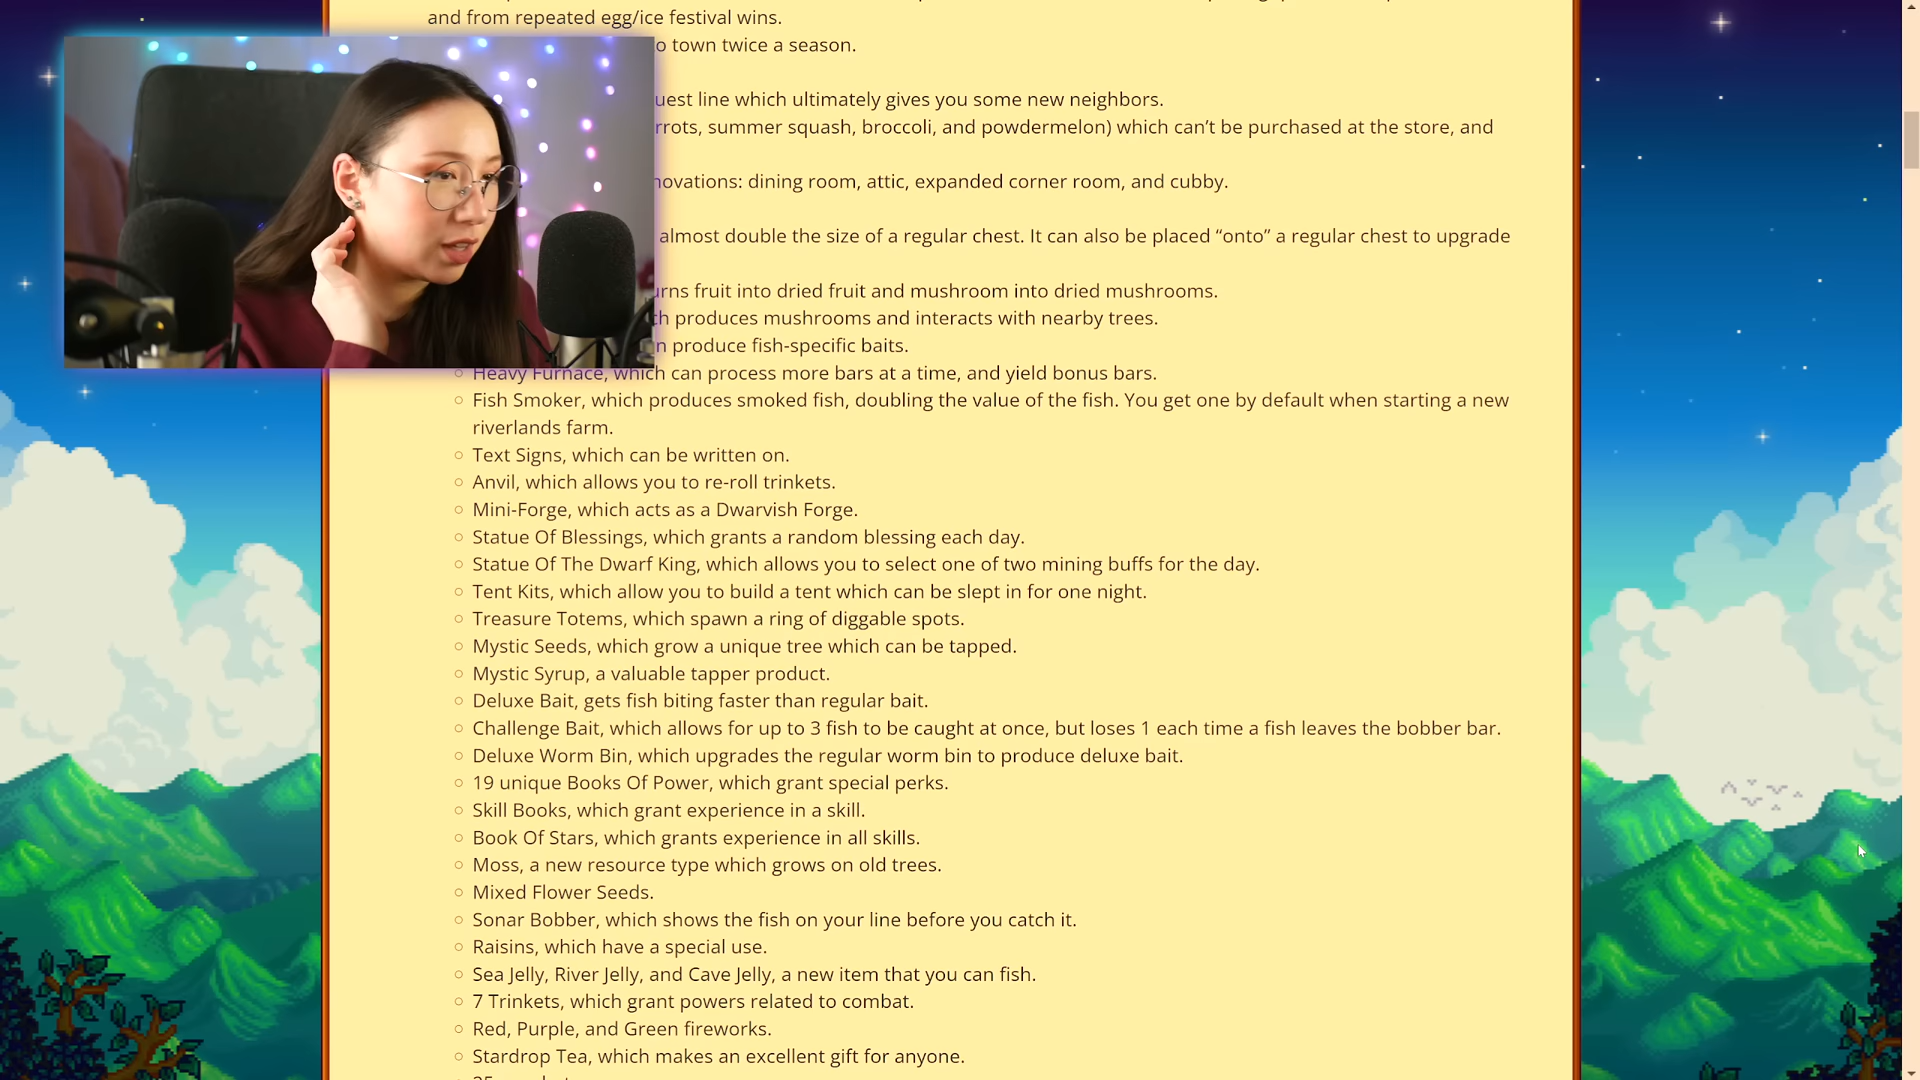 and from repeated egg/ice festival wins.
o town twice a season.
uest line which ultimately gives you some new neighbors.
rrots, summer squash, broccoli, and powdermelon) which can’t be purchased at the store, and
novations: dining room, attic, expanded corner room, and cubby.
almost double the size of a regular chest. It can also be placed “onto” a regular chest to upgrade
urns fruit into dried fruit and mushroom into dried mushrooms.
ch produces mushrooms and interacts with nearby trees.
n produce fish-specific baits.
Heavy Furnace, which can process more bars at a time, and yield bonus bars.
Fish Smoker, which produces smoked fish, doubling the value of the fish. You get one by default when starting a new
riverlands farm.
Text Signs, which can be written on.
Anvil, which allows you to re-roll trinkets.
Mini-Forge, which acts as a Dwarvish Forge.
Statue Of Blessings, which grants a random blessing each day.
Statue Of The Dwarf King, which allows you to select one of two mining buffs for the day.
Tent Kits, which allow you to build a tent which can be slept in for one night.
Treasure Totems, which spawn a ring of diggable spots.
Mystic Seeds, which grow a unique tree which can be tapped.
Mystic Syrup, a valuable tapper product.
Deluxe Bait, gets fish biting faster than regular bait.
Challenge Bait, which allows for up to 3 fish to be caught at once, but loses 1 each time a fish leaves the bobber bar.
Deluxe Worm Bin, which upgrades the regular worm bin to produce deluxe bait.
19 unique Books Of Power, which grant special perks.
Skill Books, which grant experience in a skill.
Book Of Stars, which grants experience in all skills.
Moss, a new resource type which grows on old trees.
Mixed Flower Seeds.
Sonar Bobber, which shows the fish on your line before you catch it.
Raisins, which have a special use.
Sea Jelly, River Jelly, and Cave Jelly, a new item that you can fish.
7 Trinkets, which grant powers related to combat.
Red, Purple, and Green fireworks.
Stardrop Tea, which makes an excellent gift for anyone.